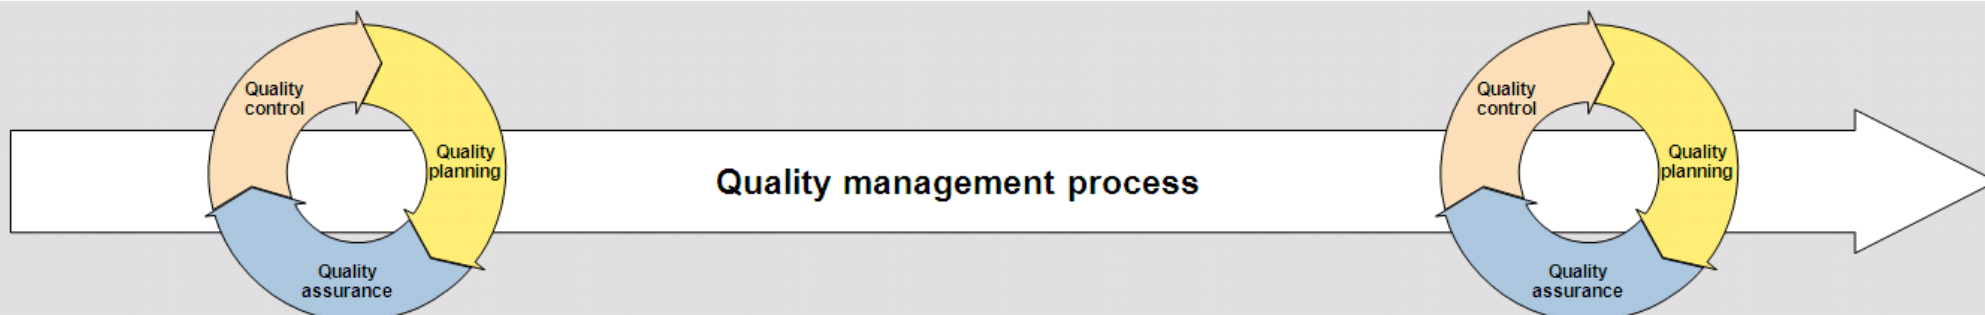 Quality
control
Quality
planning
Quality
assurance
Quality management process
Quality
control
Quality
planning
Quality
assurance